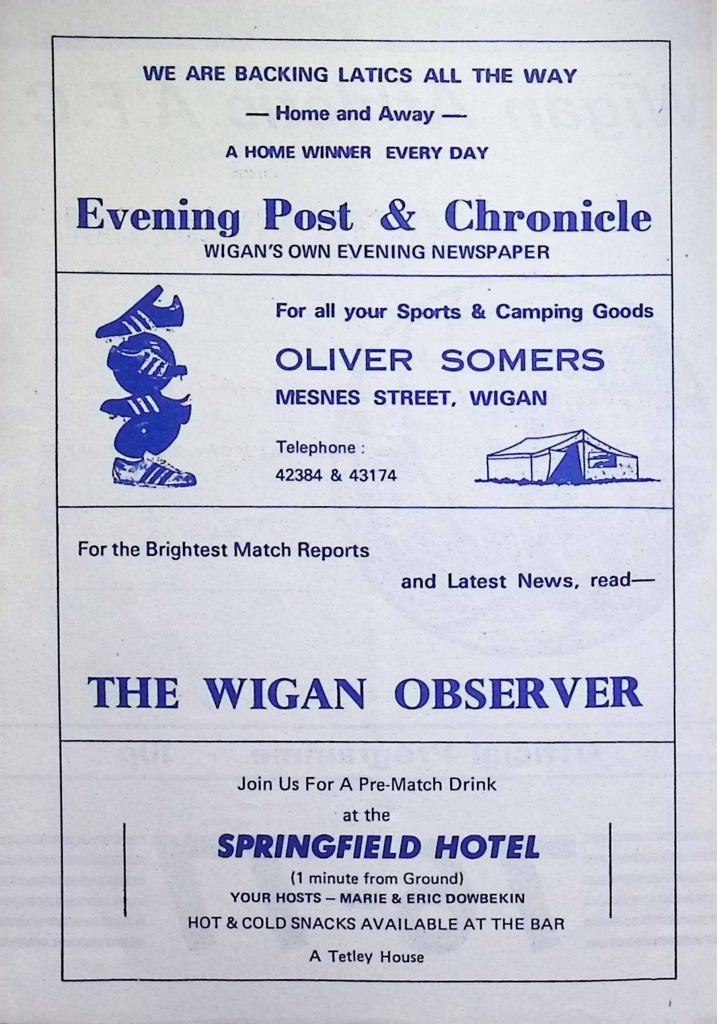 WE ARE BACKING LATICS ALL THE WAY
— Home and Away —
A HOME WINNER EVERY DAY
Evening Post & Chronicle
WIGAN'S OWN EVENING NEWSPAPER
For all your Sports & Camping Goods
OLIVER SOMERS
MESNES STREET, WIGAN
Telephone :
42384 & 43174
For the Brightest Match Reports
and Latest News, read—
THE WIGAN OBSERVER
Join Us For A Pre-Match Drink
at the
SPRINGFIELD HOTEL
(1 minute from Ground)
YOUR HOSTS – MARIE & ERIC DOWBEKIN
HOT & COLD SNACKS AVAILABLE AT THE BAR
A Tetley House